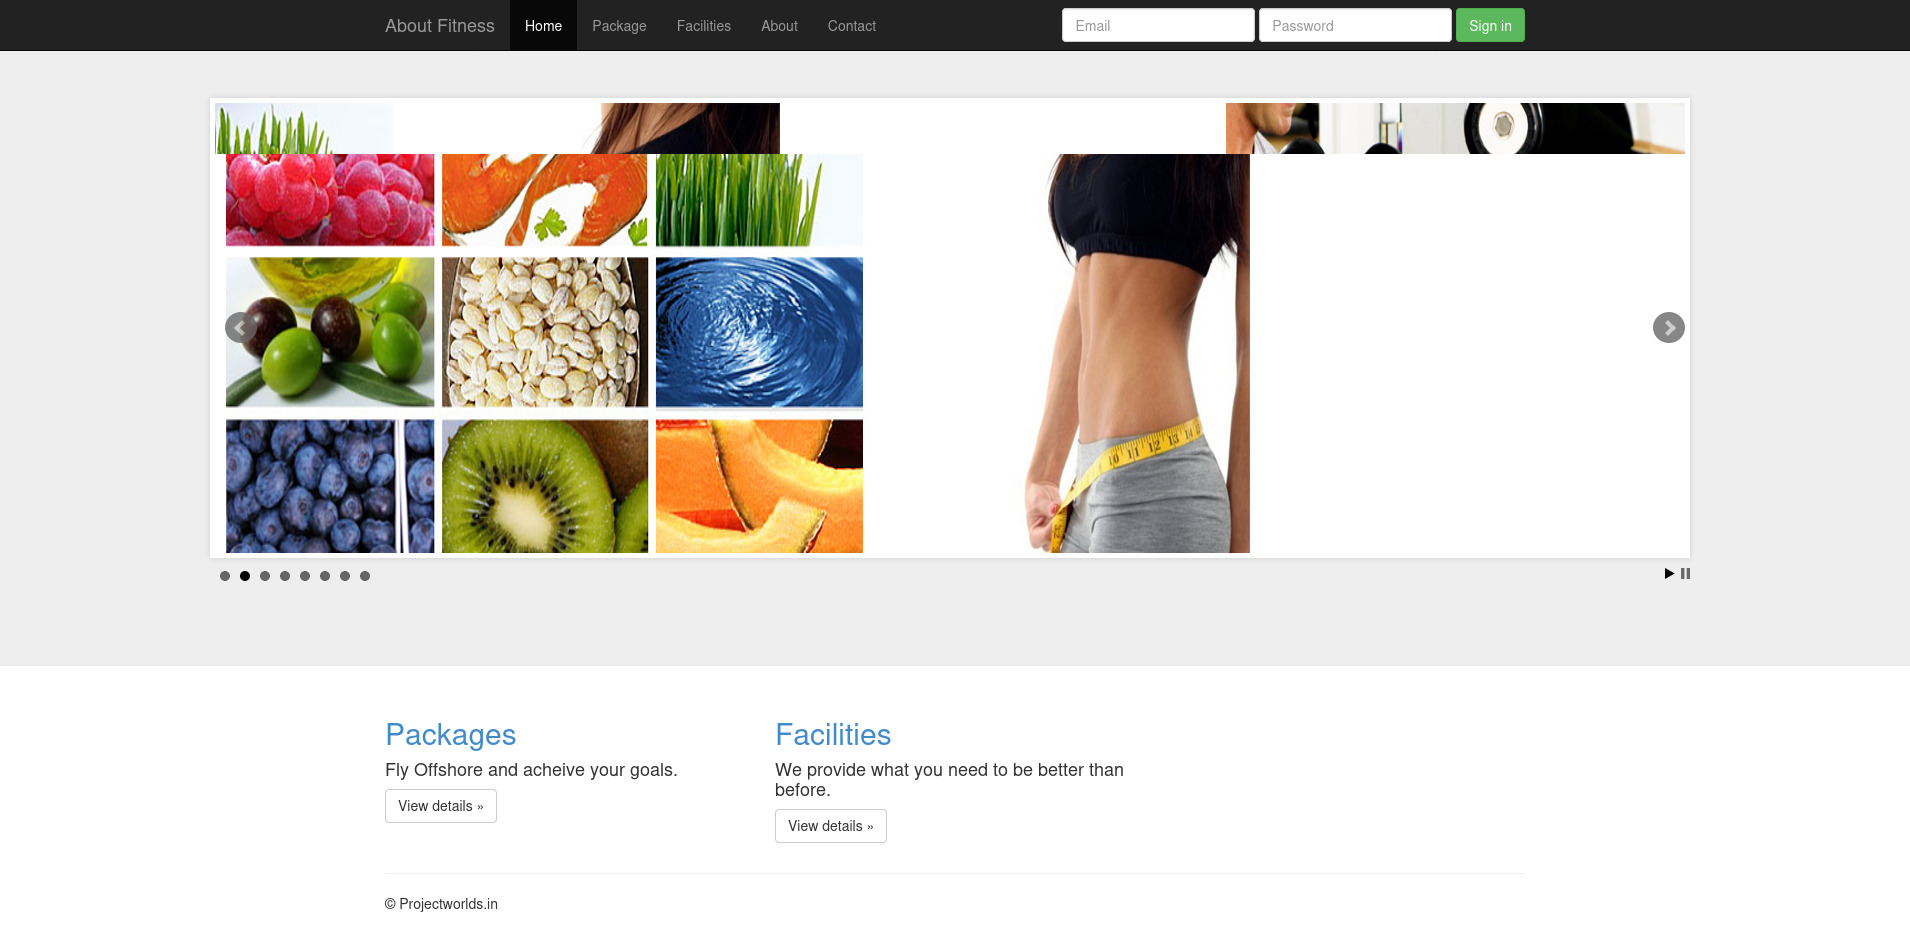 About Fitness Home Package Facilities About Contact Email Password Sign in
10 11 12 13 14
Packages
Fly Offshore and acheive your goals.
View details »
Facilities
We provide what you need to be better than
before.
View details »
© Projectworlds.in